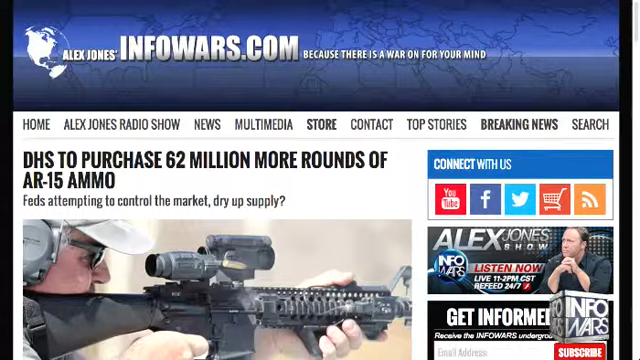 ALEX JONES' INFOWARS.COM BECAUSE THERE IS A WAR ON FOR YOUR MIND
HOME ALEX JONES RADIO SHOW NEWS MULTIMEDIA STORE CONTACT TOP STORIES BREAKING NEWS SEARCH
DHS TO PURCHASE 62 MILLION MORE ROUNDS OF
AR-15 AMMO
Feds attempting to control the market, dry up supply?
CONNECT WITH US
You
Tube
ALEX JONES
SHOW
INFO
WARS
LISTEN NOW
LIVE 11-2PM CST
REFEED 24/7
GET INFORMED
Receive the INFOWARS underground
Email Address:
SUBSCRIBE
INFO
WARS